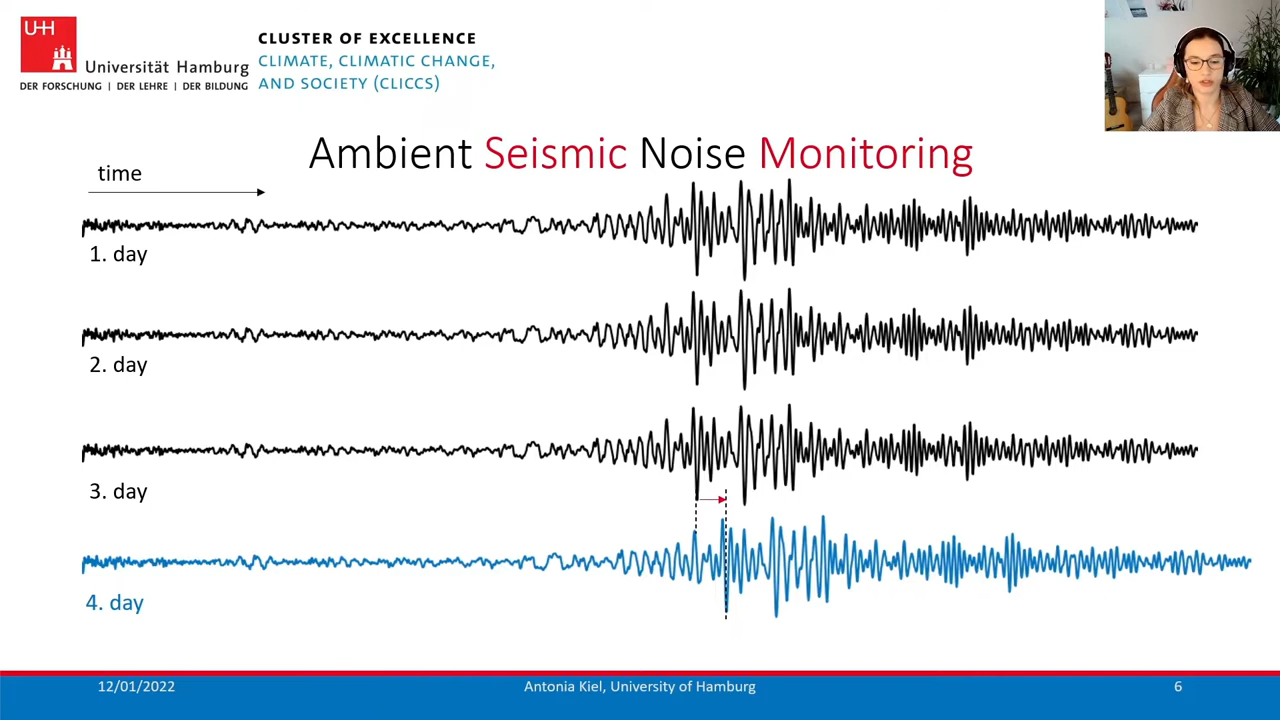 UH
Universität Hamburg
DER FORSCHUNG | DER LEHRE | DER BILDUNG
CLUSTER OF EXCELLENCE
CLIMATE, CLIMATIC CHANGE,
AND SOCIETY (CLICCS)
Ambient Seismic Noise Monitoring
time
1. day
2. day
3. day
4. day
12/01/2022
Antonia Kiel, University of Hamburg
6